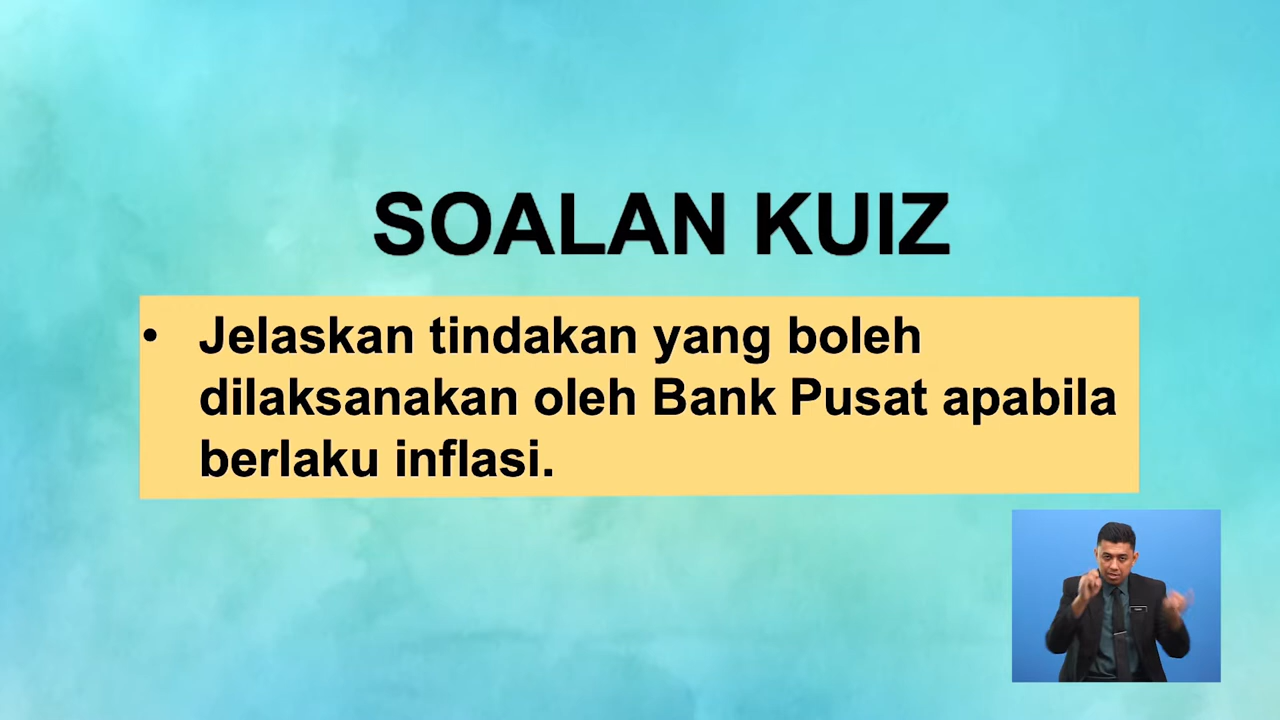 SOALAN KUIZ
• Jelaskan tindakan yang boleh
dilaksanakan oleh Bank Pusat apabila
berlaku inflasi.